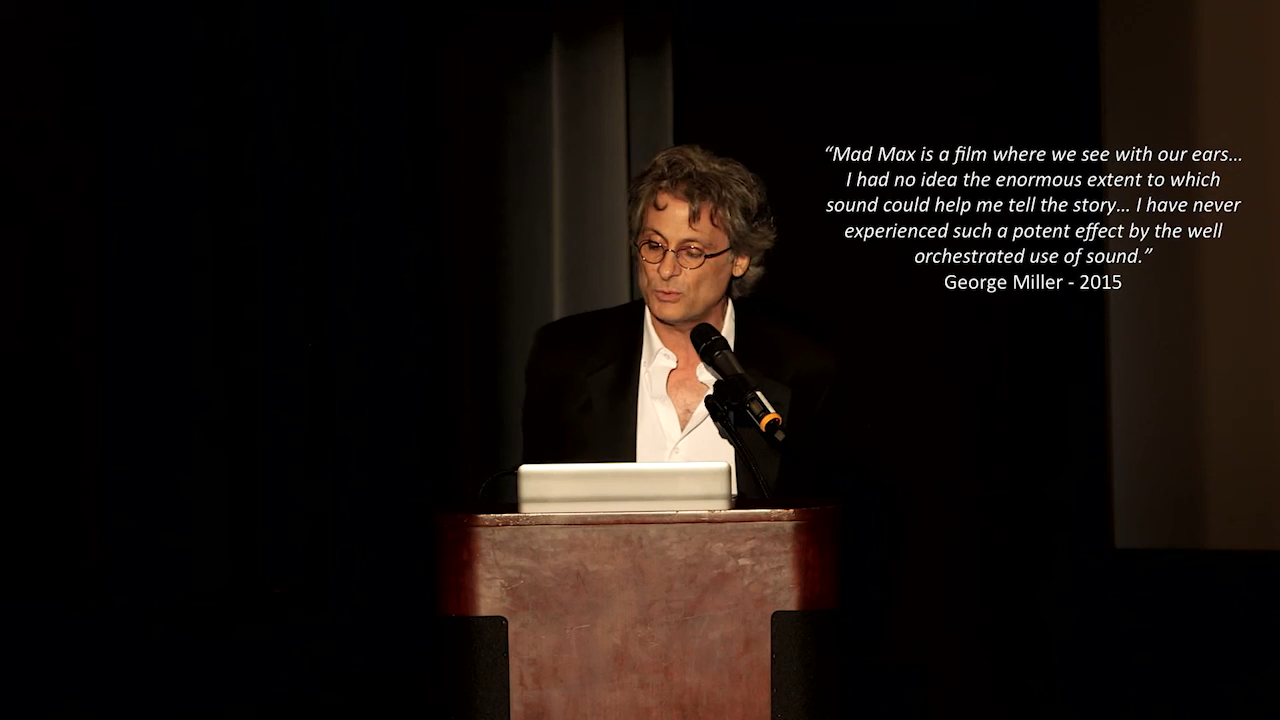 “Mad Max is a film where we see with our ears...
I had no idea the enormous extent to which
sound could help me tell the story... I have never
experienced such a potent effect by the well
orchestrated use of sound.”
George Miller - 2015